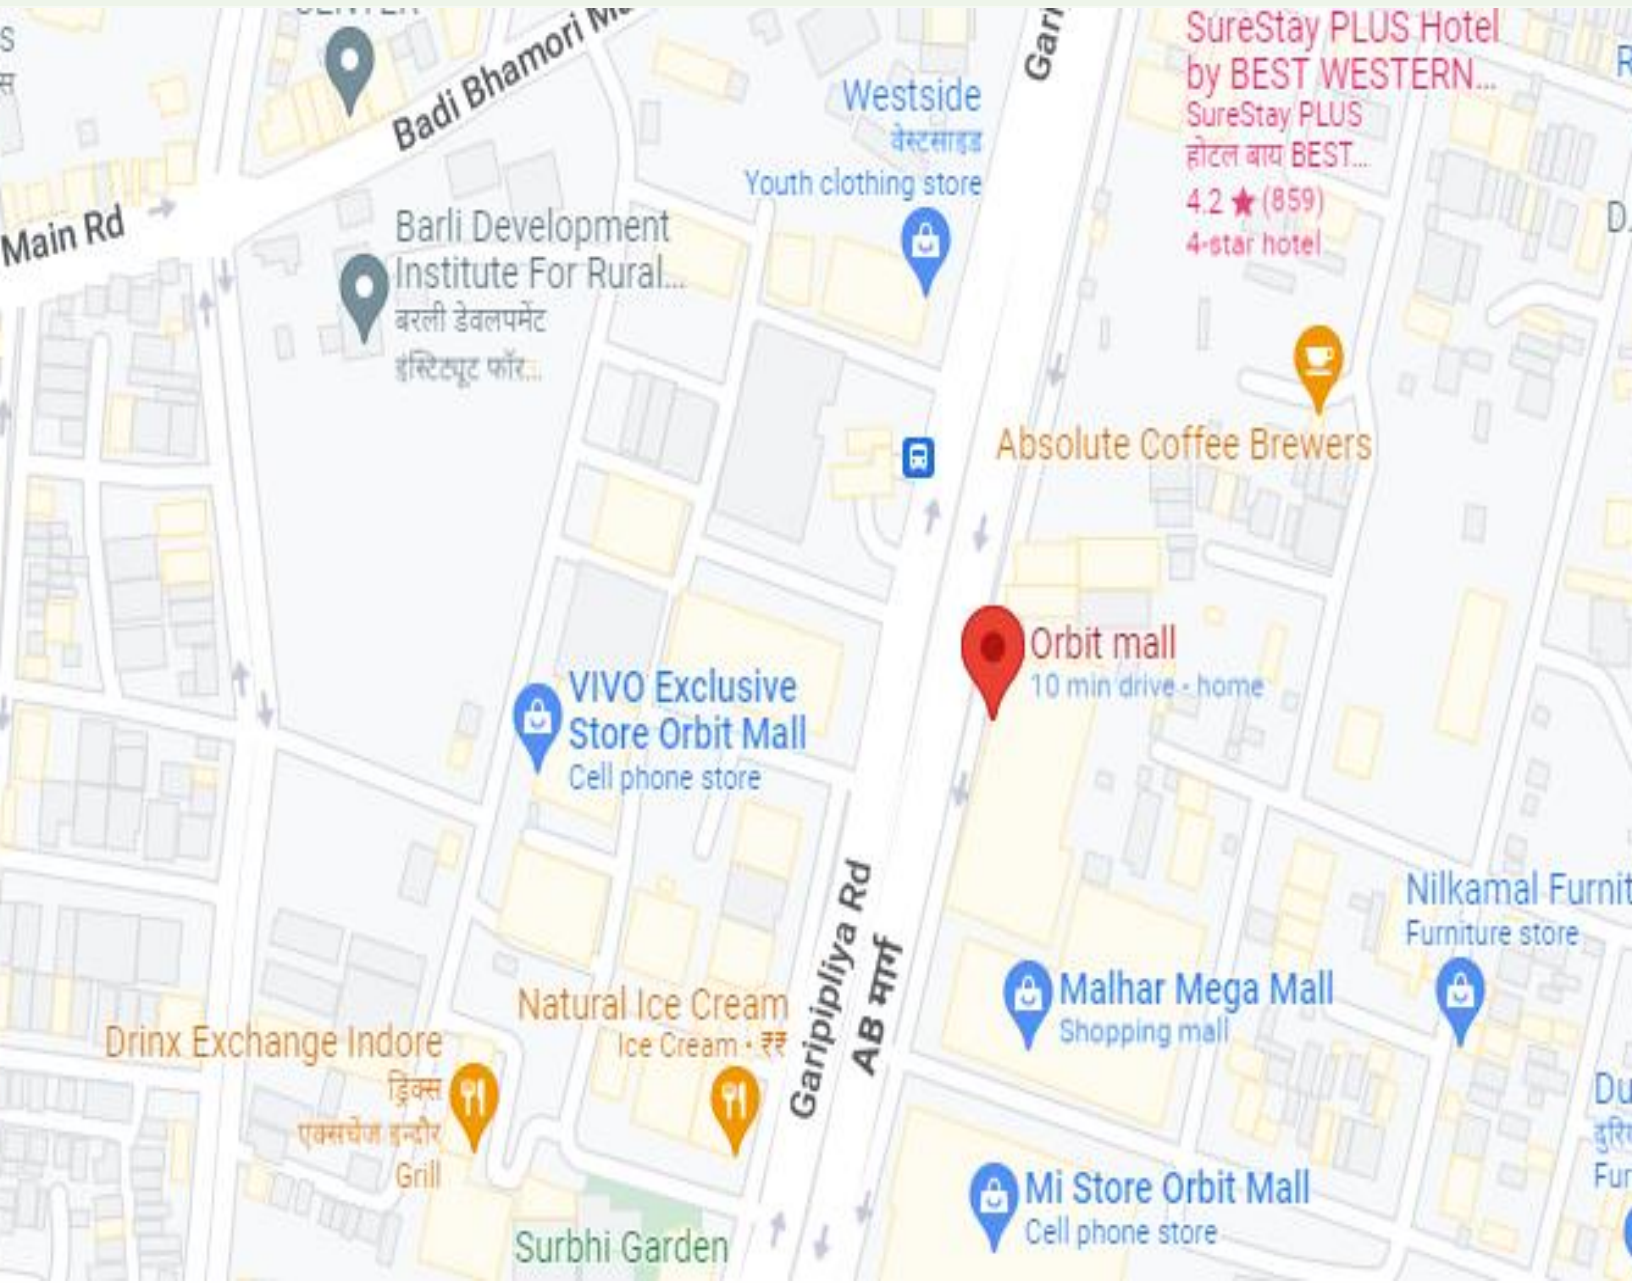 Badi Bhamori
Main Rd
Westside
वेस्टसाइड
Youth clothing store
SureStay PLUS Hotel
by BEST WESTERN...
SureStay PLUS
होटल बाय BEST...
4.2 ★ (859)
4-star hotel
Barli Development
Institute For Rural...
बरली डेवलपमेंट
इंस्टिट्यूट फॉर...
Absolute Coffee Brewers
Orbit mall
10 min drive - home
VIVO Exclusive
Store Orbit Mall
Cell phone store
Garipipliya Rd
AB मार्ग
Nilkamal Furnit
Furniture store
Malhar Mega Mall
Shopping mall
Natural Ice Cream
Ice Cream · ₹₹
Drinx Exchange Indore
ड्रिंक्स
एक्सचेंज इन्दौर
Grill
Mi Store Orbit Mall
Cell phone store
Surbhi Garden